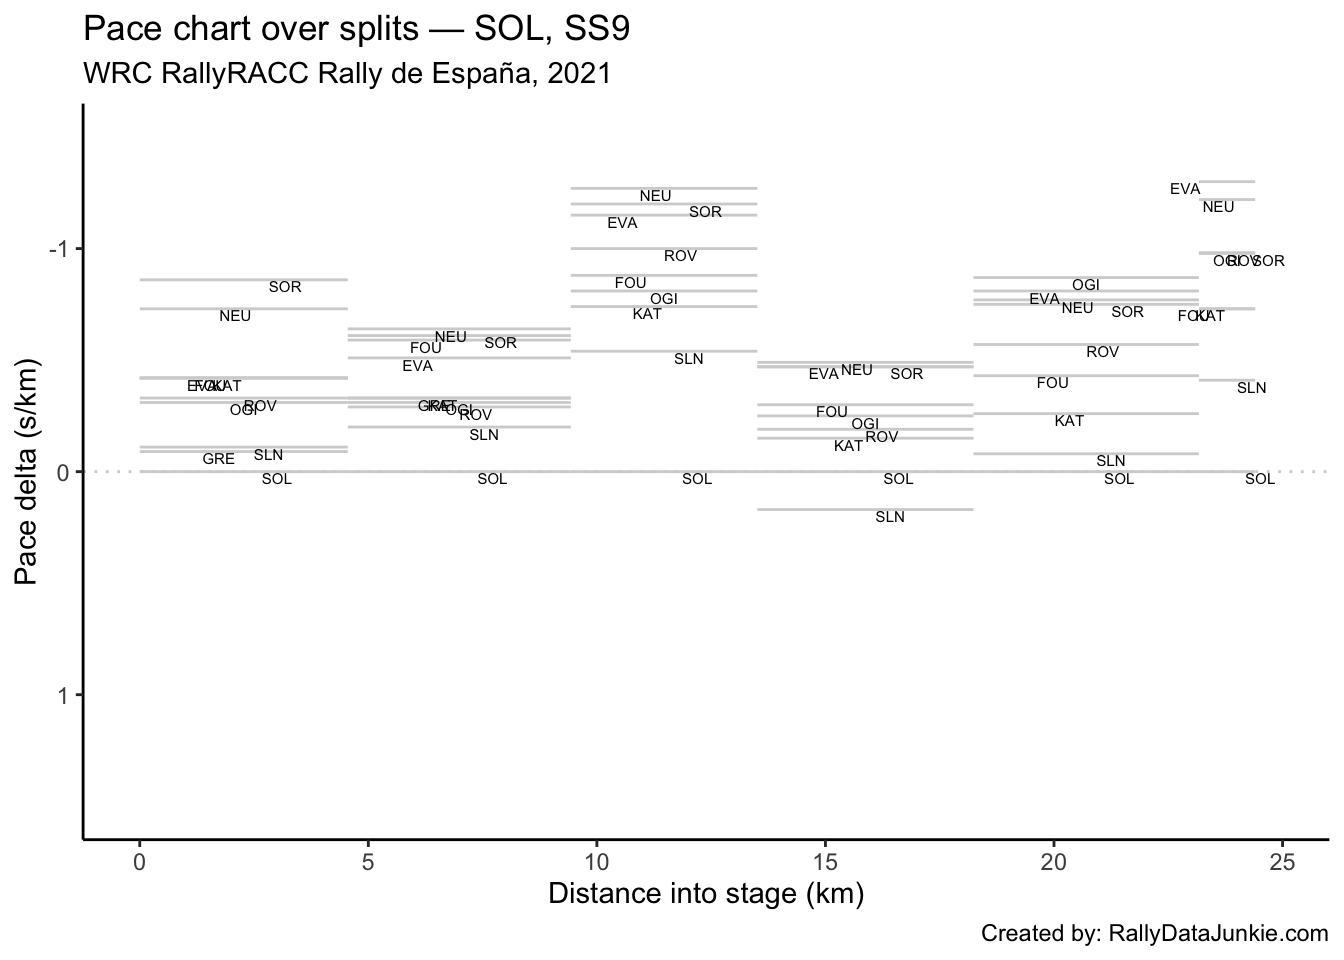 Pace chart over splits — SOL, SS9
WRC RallyRACC Rally de España, 2021
Pace delta (s/km)
-1
0
1
SOR
NEU
EVA
FOU
KAT
ROV
OGI
SLN
GRE
SOL
NEU
SOR
FOU
EVA
GRE
KAT
OGI
ROV
SLN
SOL
NEU
SOR
EVA
ROV
FOU
OGI
KAT
SLN
SOL
NEU
EVA
SOR
FOU
OGI
ROV
KAT
SOL
SLN
OGI
EVA
NEU
SOR
ROV
FOU
KAT
SLN
SOL
EVA
NEU
OGI
ROV
SOR
FOU
KAT
SLN
SOL
0 5 10 15 20 25
Distance into stage (km)
Created by: RallyDataJunkie.com